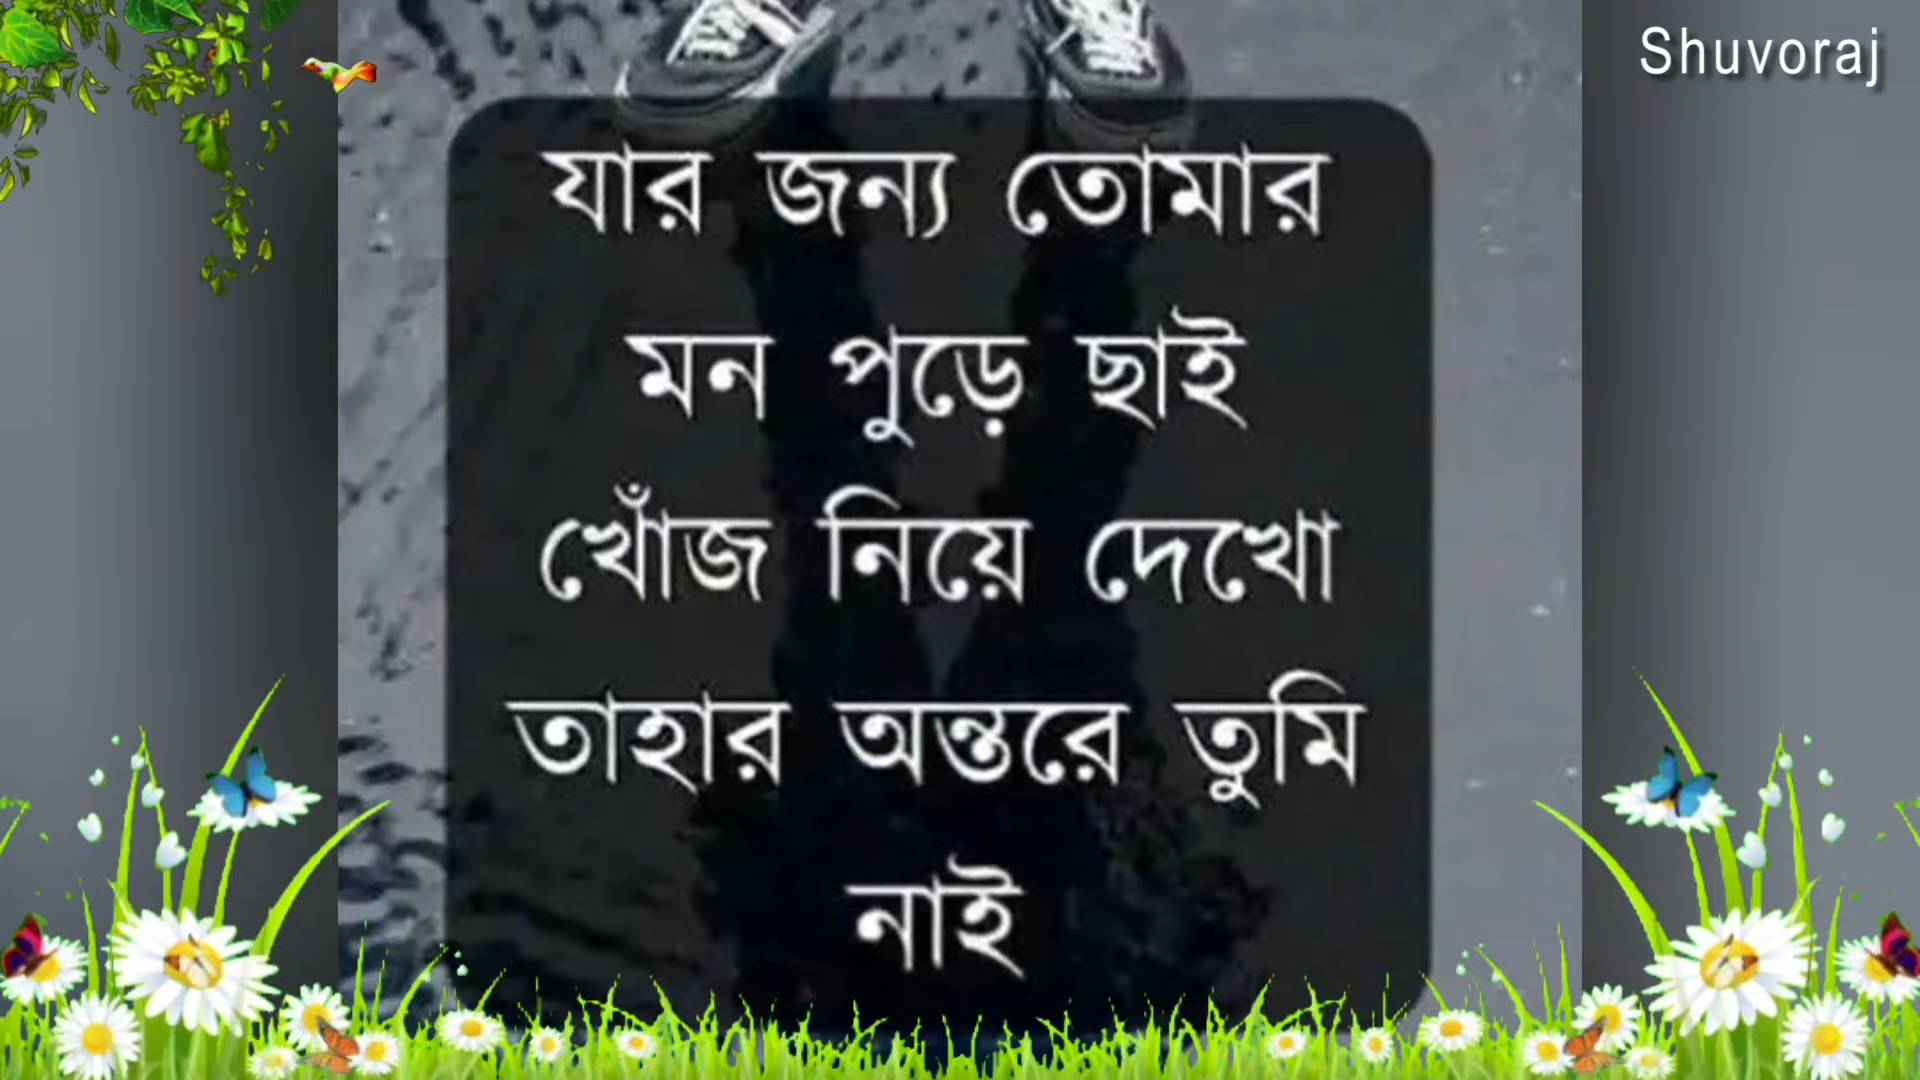 Shuvoraj
যার জন্য তোমার
মন পুড়ে ছাই
খোঁজ নিয়ে দেখো
তাহার অন্তরে তুমি
নাই